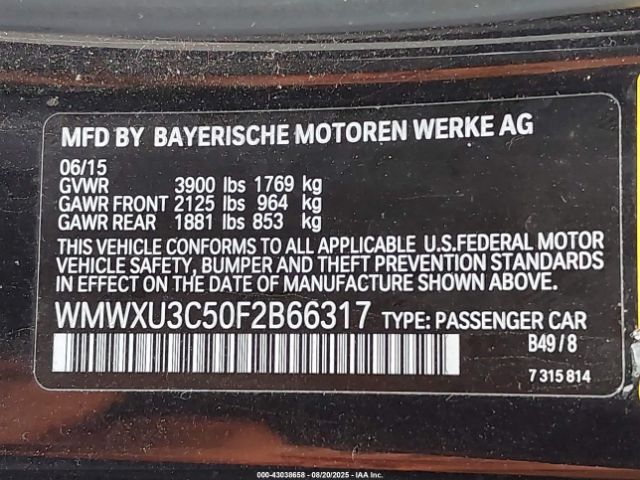 MFD BY BAYERISCHE MOTOREN WERKE AG
06/15
GVWR 3900 lbs 1769 kg
GAWR FRONT 2125 lbs 964 kg
GAWR REAR 1881 lbs 853 kg
THIS VEHICLE CONFORMS TO ALL APPLICABLE U.S.FEDERAL MOTOR
VEHICLE SAFETY, BUMPER AND THEFT PREVENTION STANDARDS
IN EFFECT ON THE DATE OF MANUFACTURE SHOWN ABOVE.
WMWXU3C50F2B66317 TYPE: PASSENGER CAR
B49/8
7 315 814
000-43038658 - 08/20/2025 - IAA Inc.